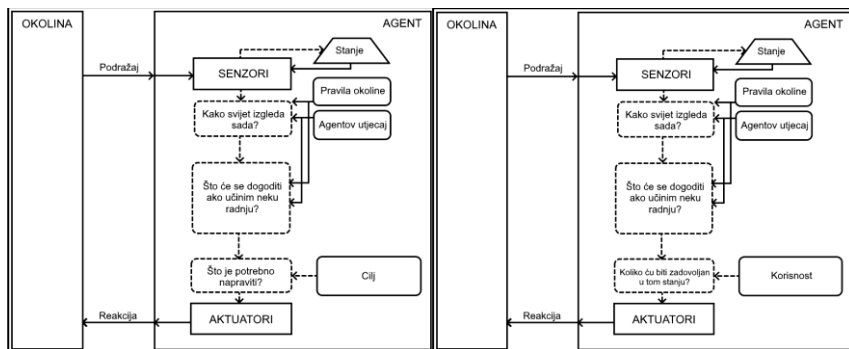 OKOLINA
AGENT
Stanje
Podražaj
SENZORI
Pravila okoline
Kako svijet izgleda
sada?
Agentov utjecaj
Što će se dogoditi
ako učinim neku
radnju?
Što je potrebno
napraviti?
Cilj
Reakcija
AKTUATORI
OKOLINA
AGENT
Stanje
Podražaj
SENZORI
Pravila okoline
Kako svijet izgleda
sada?
Agentov utjecaj
Što će se dogoditi
ako učinim neku
radnju?
Koliko ću biti zadovoljan
u tom stanju?
Korisnost
Reakcija
AKTUATORI